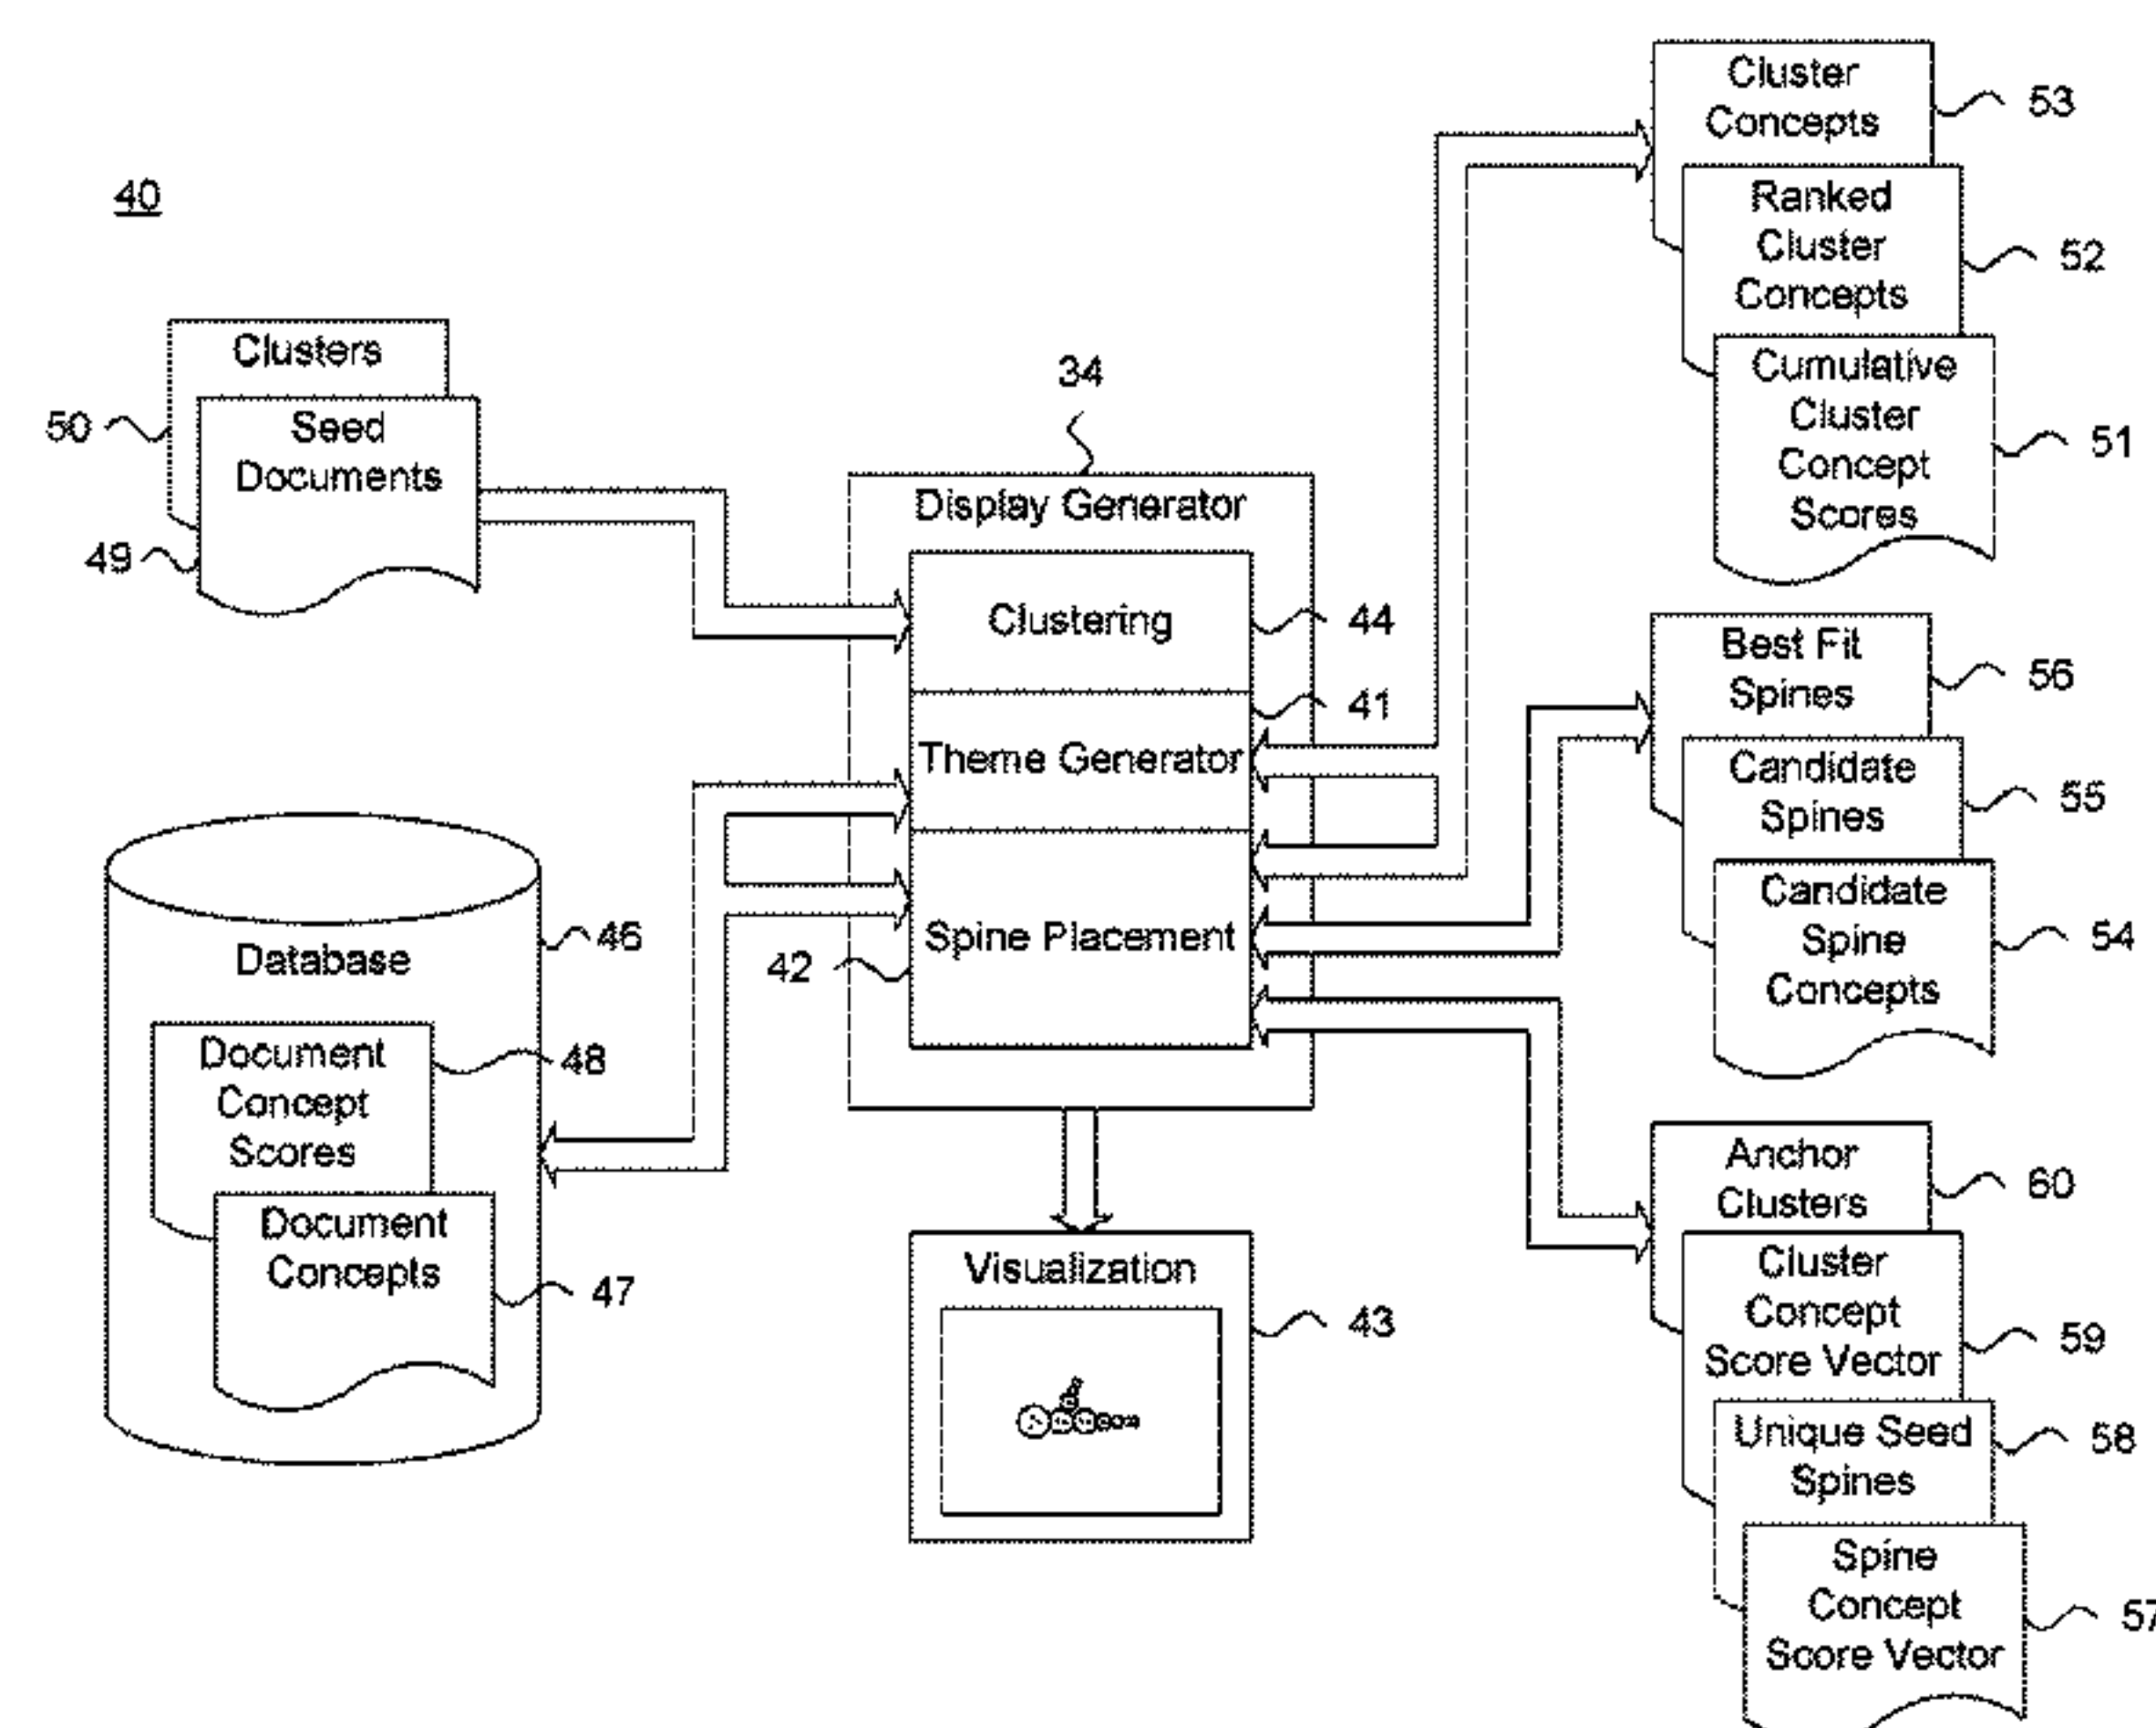 40
Clusters
50
Seed
Documents
49
Database
46
Document
Concept
Scores
48
Document
Concepts
47
34
Display Generator
Clustering
44
41
Theme Generator
Spine Placement
42
Visualization
43
Cluster
Concepts
53
Ranked
Cluster
Concepts
52
Cumulative
Cluster
Concept
Scores
51
Best Fit
Spines
56
Candidate
Spines
55
Candidate
Spine
Concepts
54
Anchor
Clusters
60
Cluster
Concept
Score Vector
59
Unique Seed
Spines
58
Spine
Concept
Score Vector
57